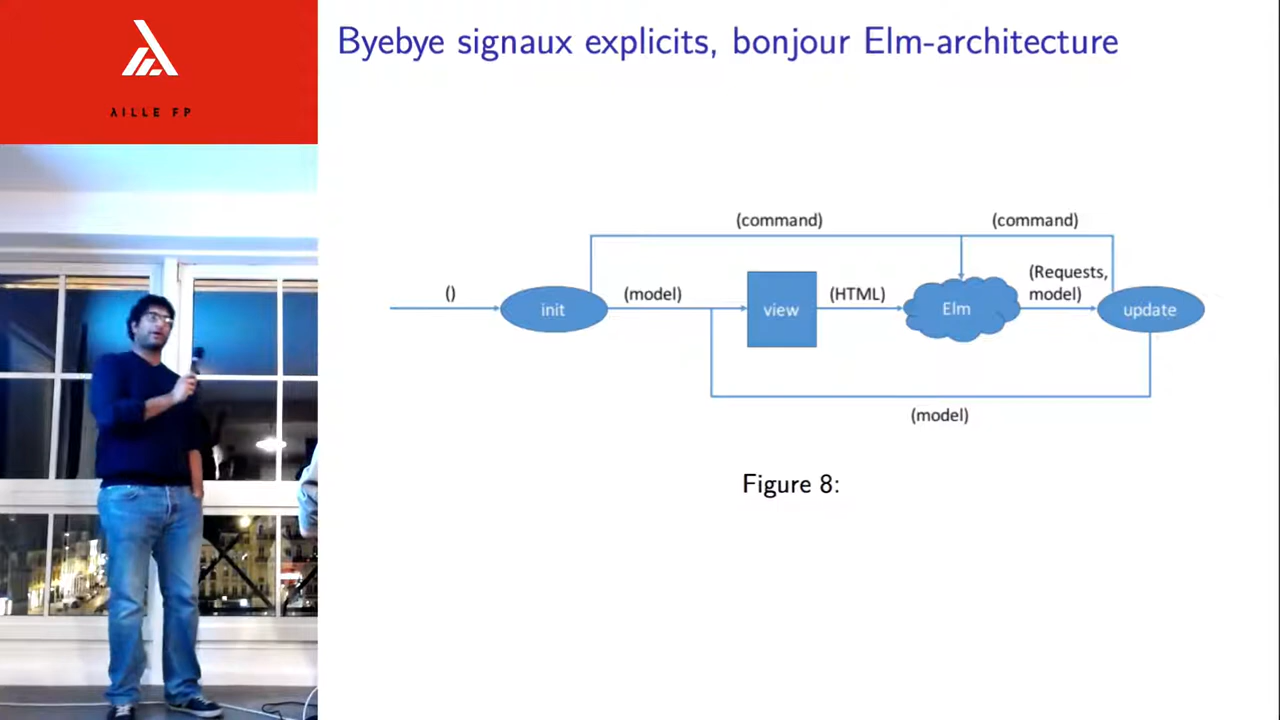 λILLE FP
Byebye signaux explicits, bonjour Elm-architecture
(command)
(command)
()
init
(model)
view
(HTML)
Elm
(Requests,
model)
update
(model)
Figure 8: